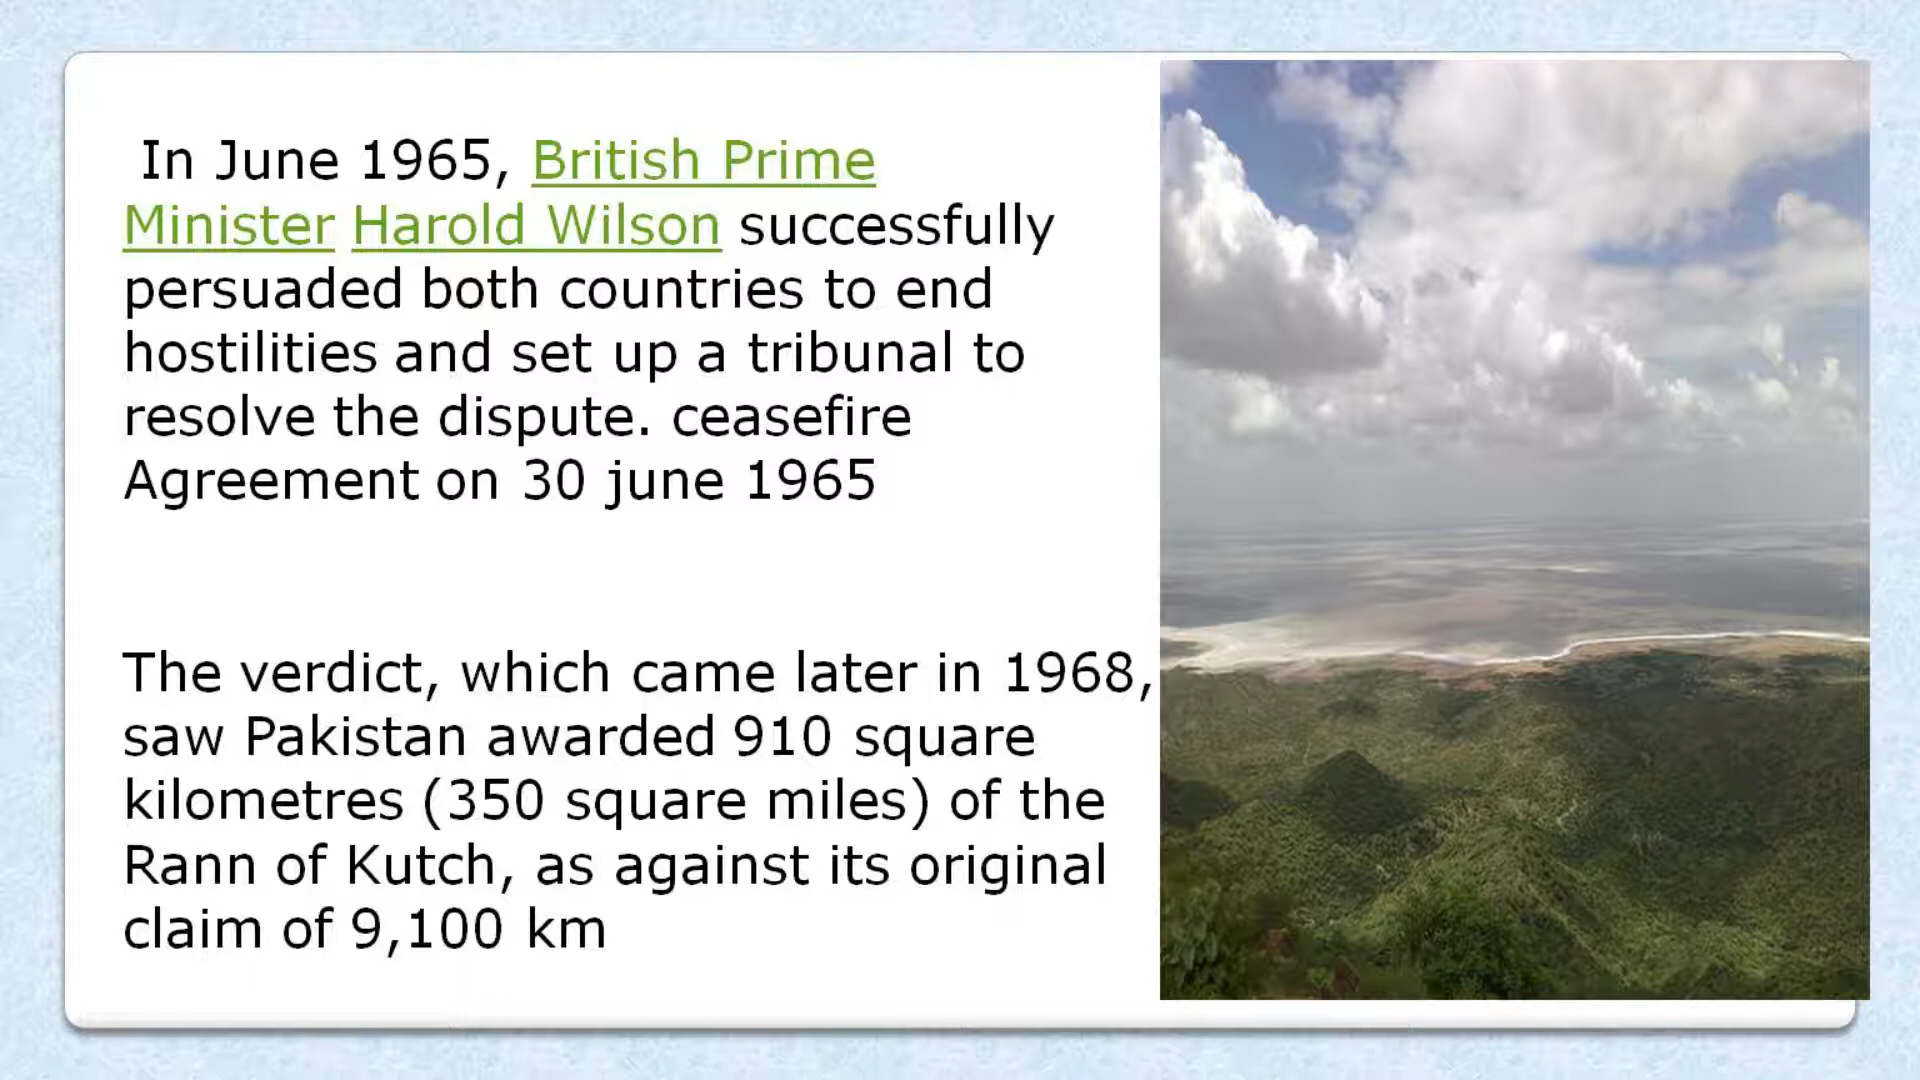 In June 1965, British Prime
Minister Harold Wilson successfully
persuaded both countries to end
hostilities and set up a tribunal to
resolve the dispute. ceasefire
Agreement on 30 june 1965
The verdict, which came later in 1968,
saw Pakistan awarded 910 square
kilometres (350 square miles) of the
Rann of Kutch, as against its original
claim of 9,100 km